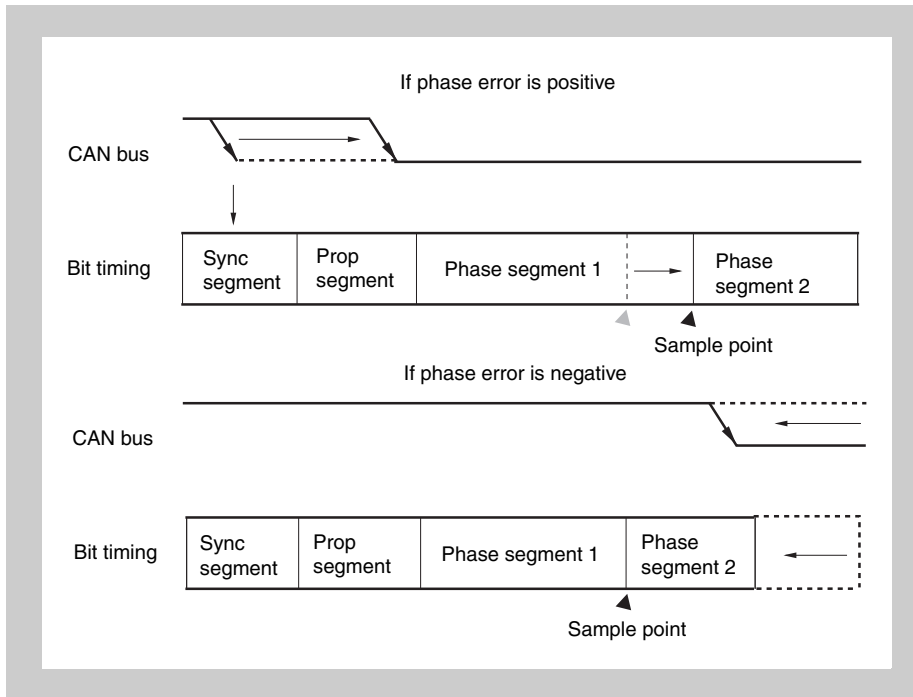 If phase error is positive
CAN bus
Bit timing
Sync
segment
Prop
segment
Phase segment 1
Phase
segment 2
Sample point
If phase error is negative
CAN bus
Bit timing
Sync
segment
Prop
segment
Phase segment 1
Phase
segment 2
Sample point